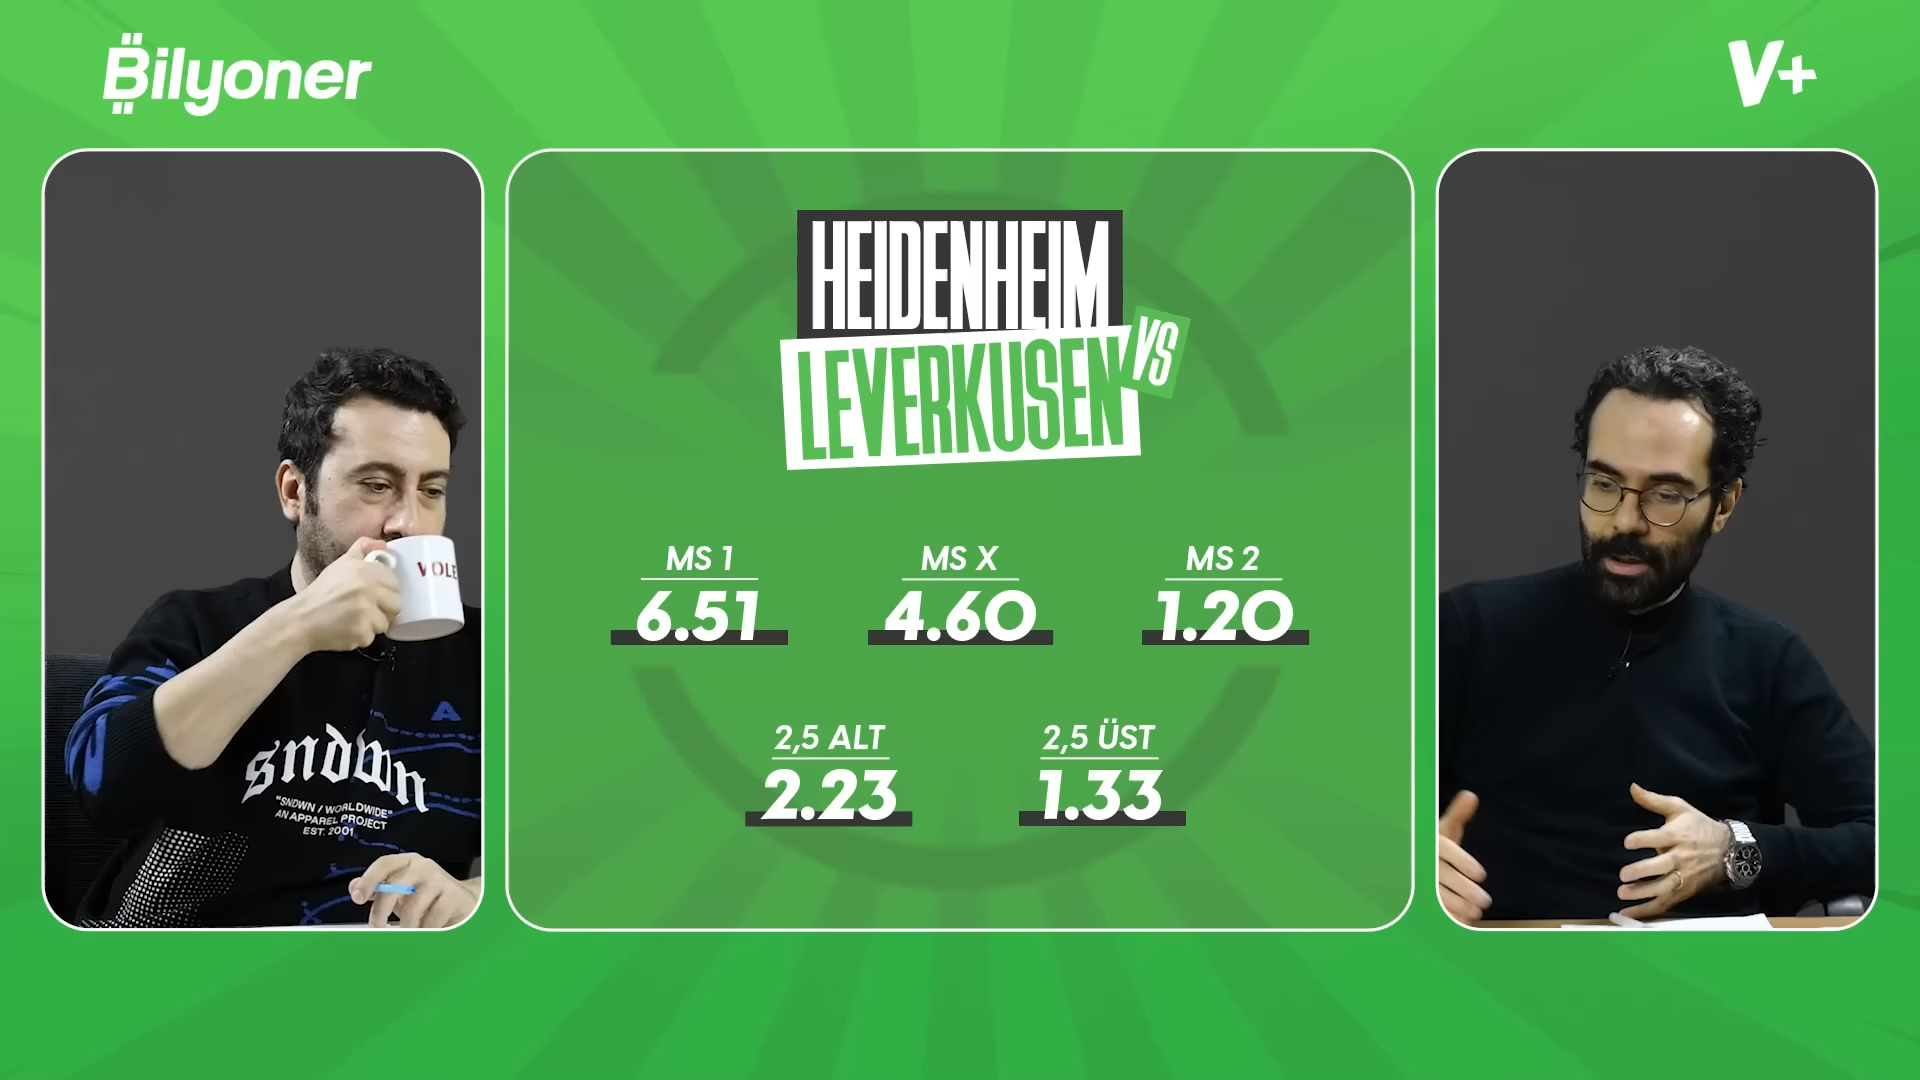 Bilyoner
V+
HEIDENHEIM
LEVERKUSEN
VS
MS 1
MS X
MS 2
6.51
4.60
1.20
2,5 ALT
2,5 ÜST
2.23
1.33
VOLE
A
sndwn
"SNDWN / WORLDWIDE"
AN APPAREL PROJECT
EST. 2001